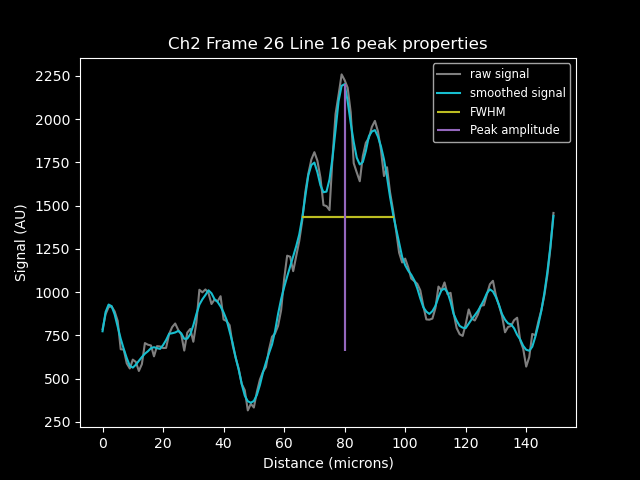 Ch2 Frame 26 Line 16 peak properties
raw signal
smoothed signal
FWHM
Peak amplitude
Signal (AU)
2250
2000
1750
1500
1250
1000
750
500
250
0 20 40 60 80 100 120 140
Distance (microns)